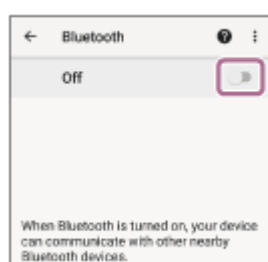 Bluetooth
Off
When Bluetooth is turned on, your device
can communicate with other nearby
Bluetooth devices.